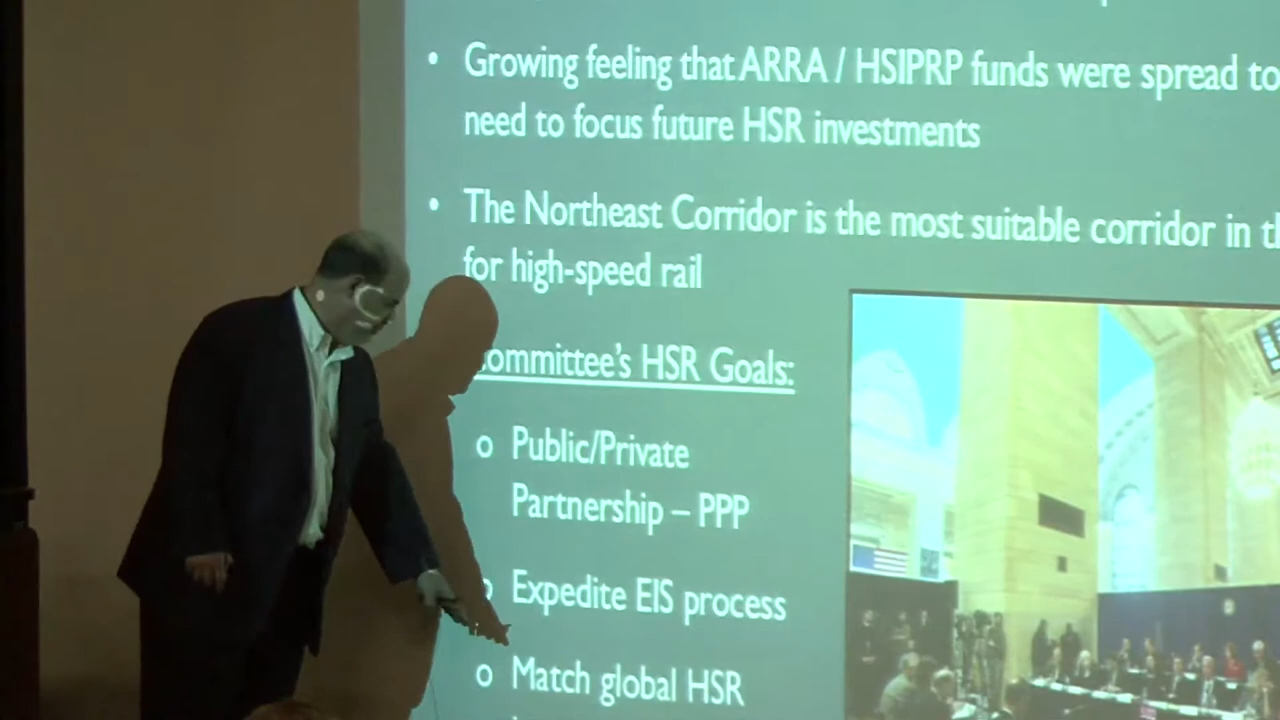 • Growing feeling that ARRA / HSIPRP funds were spread to
need to focus future HSR investments
• The Northeast Corridor is the most suitable corridor in
for high-speed rail
ommittee's HSR Goals:
o Public/Private
Partnership – PPP
Expedite EIS process
o Match global HSR